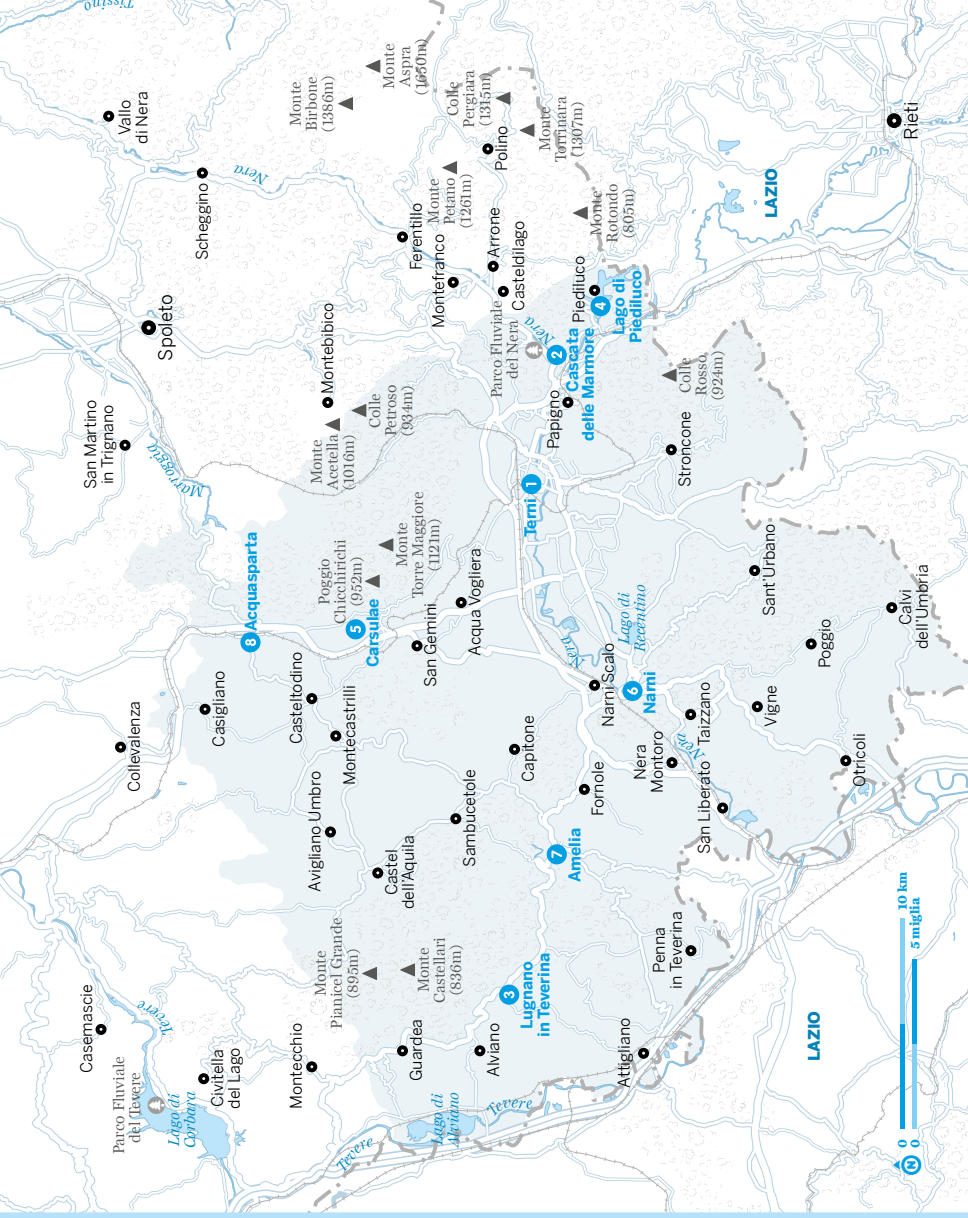 Casemascie
Parco Fluviale
del Tevere
Tevere
Lago di
Corbara
Civitella
del Lago
Collevalenza
San Martino
in Trignano
Tissino
Vallo
di Nera
Spoleto
Marroggia
Scheggino
Nera
Casigliano
8 Acquasparta
Montecchio
Casteltodino
Montecastrilli
Avigliano Umbro
Monte
Pianicel Grande
(895m)
Poggio
Chicchirichi
(952m)
5
Carsulae
Monte
Acetella
(1016m)
Montebibico
Monte
Birbone
(1386m)
Colle
Petroso
(934m)
Castel
dell'Aquila
Monte
Torre Maggiore
(1121m)
Monte
Aspra
(1650m)
Tevere
Guardea
Monte
Castellari
(836m)
San Gemini
Ferentillo
Montefranco
Monte
Petano
(1261m)
Colle
Pergiara
(1315m)
Lago di
Alviano
Alviano
Sambucetole
Acqua Vogliera
Arrone
Casteldilago
Polino
Parco Fluviale
del Nera
Tevere
3
Lugnano
in Teverina
Capitone
Terni 1
Nera
Monte
Torrinara
(1307m)
7
Amelia
Papigno
2
Cascata
delle Marmore
Piediluco
4
Lago di
Piediluco
Monte
Rotondo
(805m)
Fornole
Nera
Narni Scalo
Lago di
Recentino
Attigliano
6
Narni
Penna
in Teverina
Nera
Montoro
Nera
Taizzano
Stroncone
Colle
Rosso
(924m)
San Liberato
Vigne
Sant'Urbano
LAZIO
Poggio
LAZIO
Otricoli
Calvi
dell'Umbria
Rieti
N
0 10 km
0 5 miglia